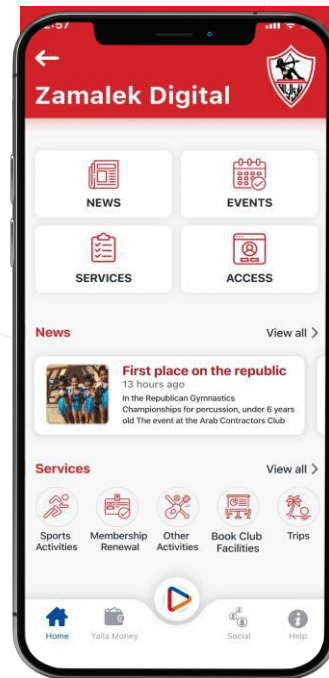 2:57
Zamalek Digital
NEWS
EVENTS
SERVICES
ACCESS
News
View all >
First place on the republic
13 hours ago
In the Republican Gymnastics
Championships for percussion, under 6 years
old The event at the Arab Contractors Club
Services
View all >
Sports
Activities
Membership
Renewal
Other
Activities
Book Club
Facilities
Trips
Home
Yalla Money
Social
Help